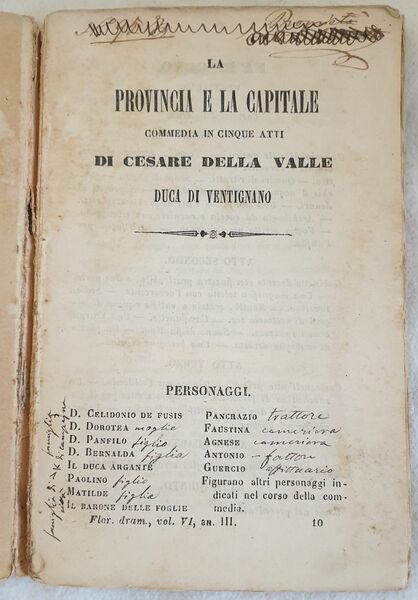 LA
PROVINCIA E LA CAPITALE
COMMEDIA IN CINQUE ATTI
DI CESARE DELLA VALLE
DUCA DI VENTIGNANO
PERSONAGGI.
D. CELIDONIO DE FUSIS
D. DOROTEA moglie
D. PANFILO figlio
D. BERNALDA figlia
IL DUCA ARGANTE
PAOLINO figlio
MATILDE figlia
IL BARONE DELLE FOGLIE
PANCRAZIO trattore
FAUSTINA cameriera
AGNESE cameriera
ANTONIO – fattore
GUERCIO affittuario
Figurano altri personaggi in-
dicati nel corso della com-
media.
Flor. dram., vol. VI, an. III.
10